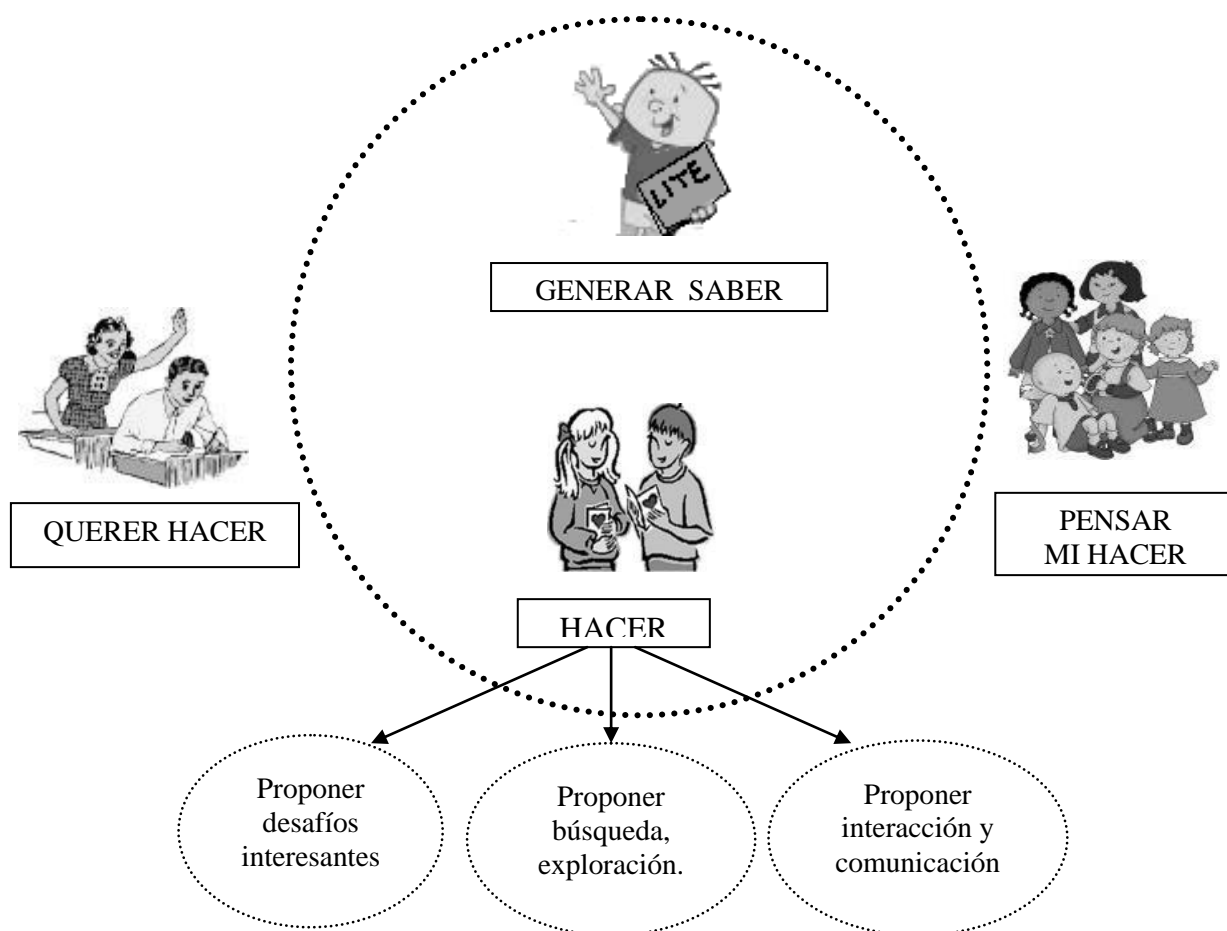 LITE
GENERAR SABER
QUERER HACER
PENSAR
MI HACER
HACER
Proponer
desafíos
interesantes
Proponer
búsqueda,
exploración.
Proponer
interacción y
comunicación